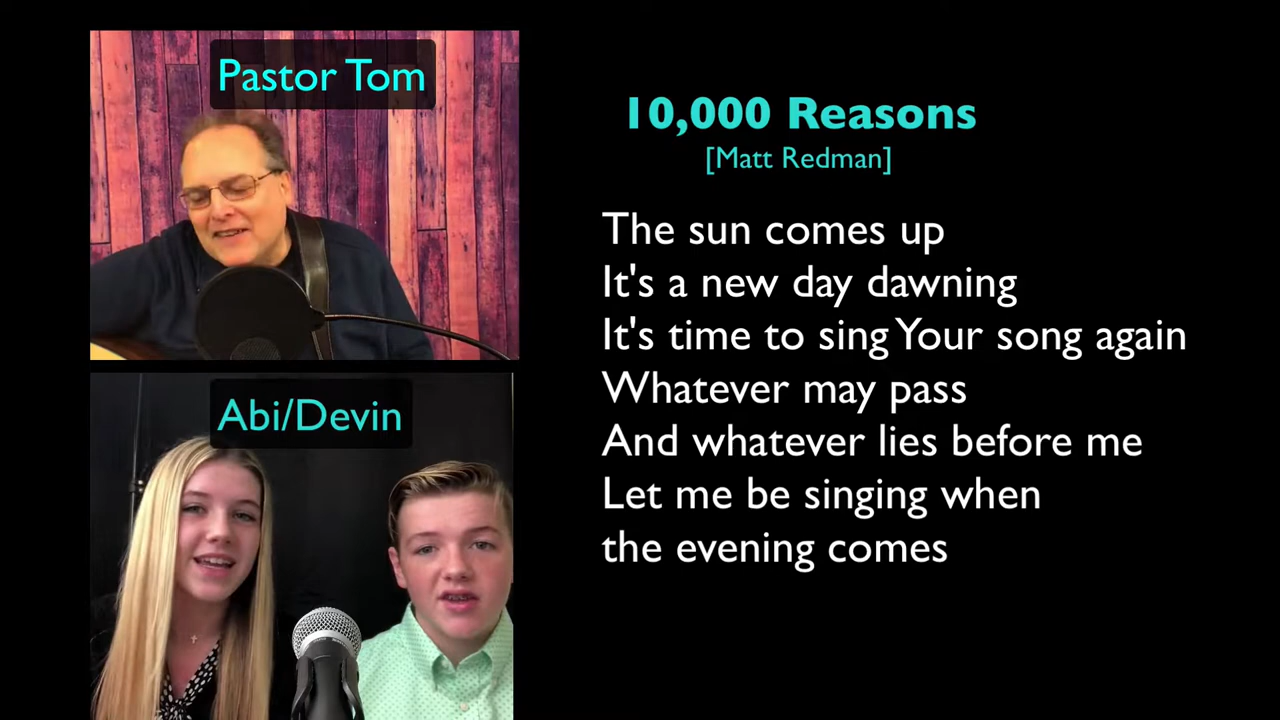 Pastor Tom
Abi/Devin
10,000 Reasons
[Matt Redman]
The sun comes up
It's a new day dawning
It's time to sing Your song again
Whatever may pass
And whatever lies before me
Let me be singing when
the evening comes